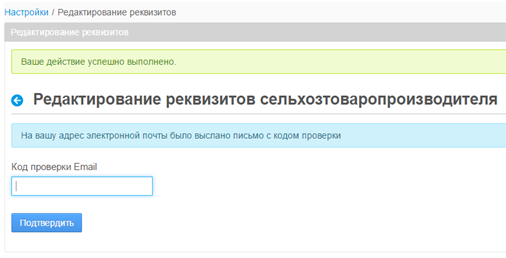 Настройки / Редактирование реквизитов
Редактирование реквизитов
Ваше действие успешно выполнено.
Редактирование реквизитов сельхозтоваропроизводителя
На вашу адрес электронной почты было выслано письмо с кодом проверки
Код проверки Email
Подтвердить